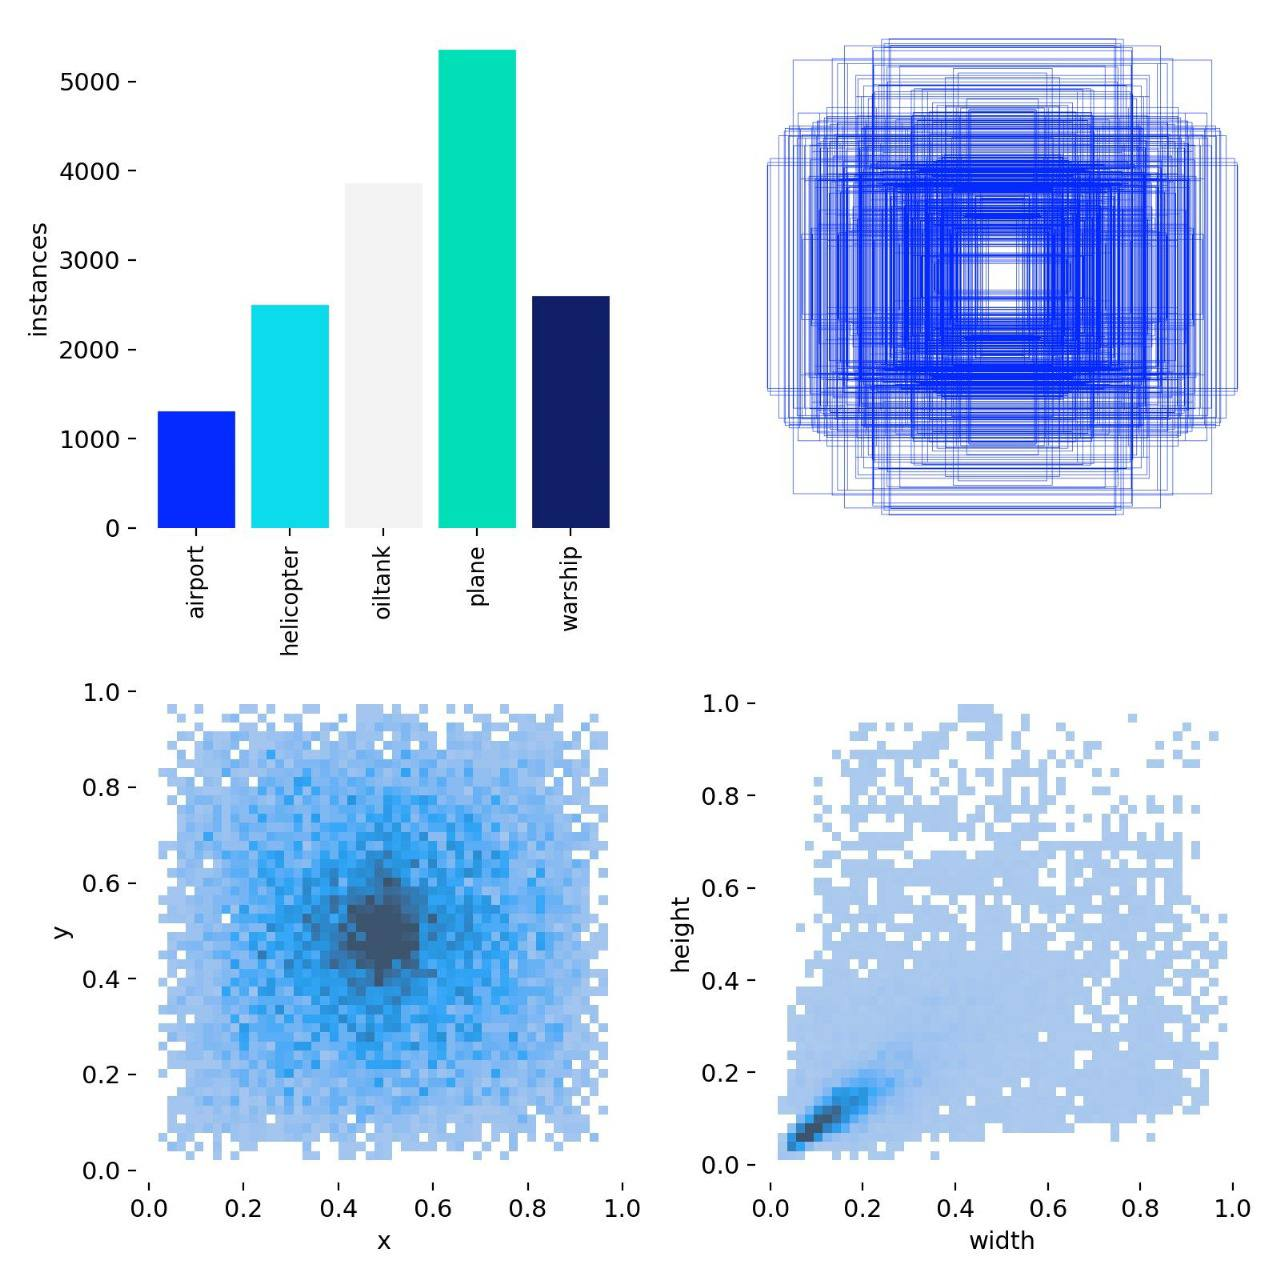 5000
4000
3000
2000
1000
0
instances
airport
helicopter
oiltank
plane
warship
1.0
0.8
0.6
0.4
0.2
0.0
y
0.0 0.2 0.4 0.6 0.8 1.0
x
1.0
0.8
0.6
0.4
0.2
0.0
height
0.0 0.2 0.4 0.6 0.8 1.0
width